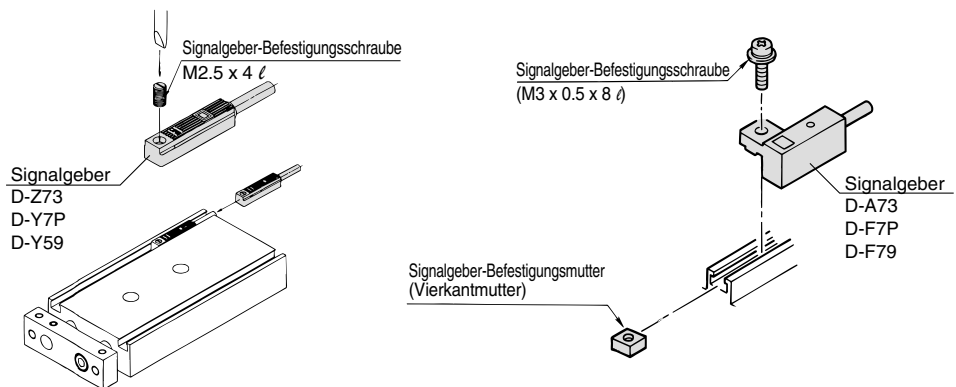 Signalgeber-Befestigungsschraube
M2.5 x 4 ℓ
Signalgeber
D-Z73
D-Y7P
D-Y59
Signalgeber-Befestigungsschraube
(M3 x 0.5 x 8 ℓ)
Signalgeber
D-A73
D-F7P
D-F79
Signalgeber-Befestigungsmutter
(Vierkantmutter)